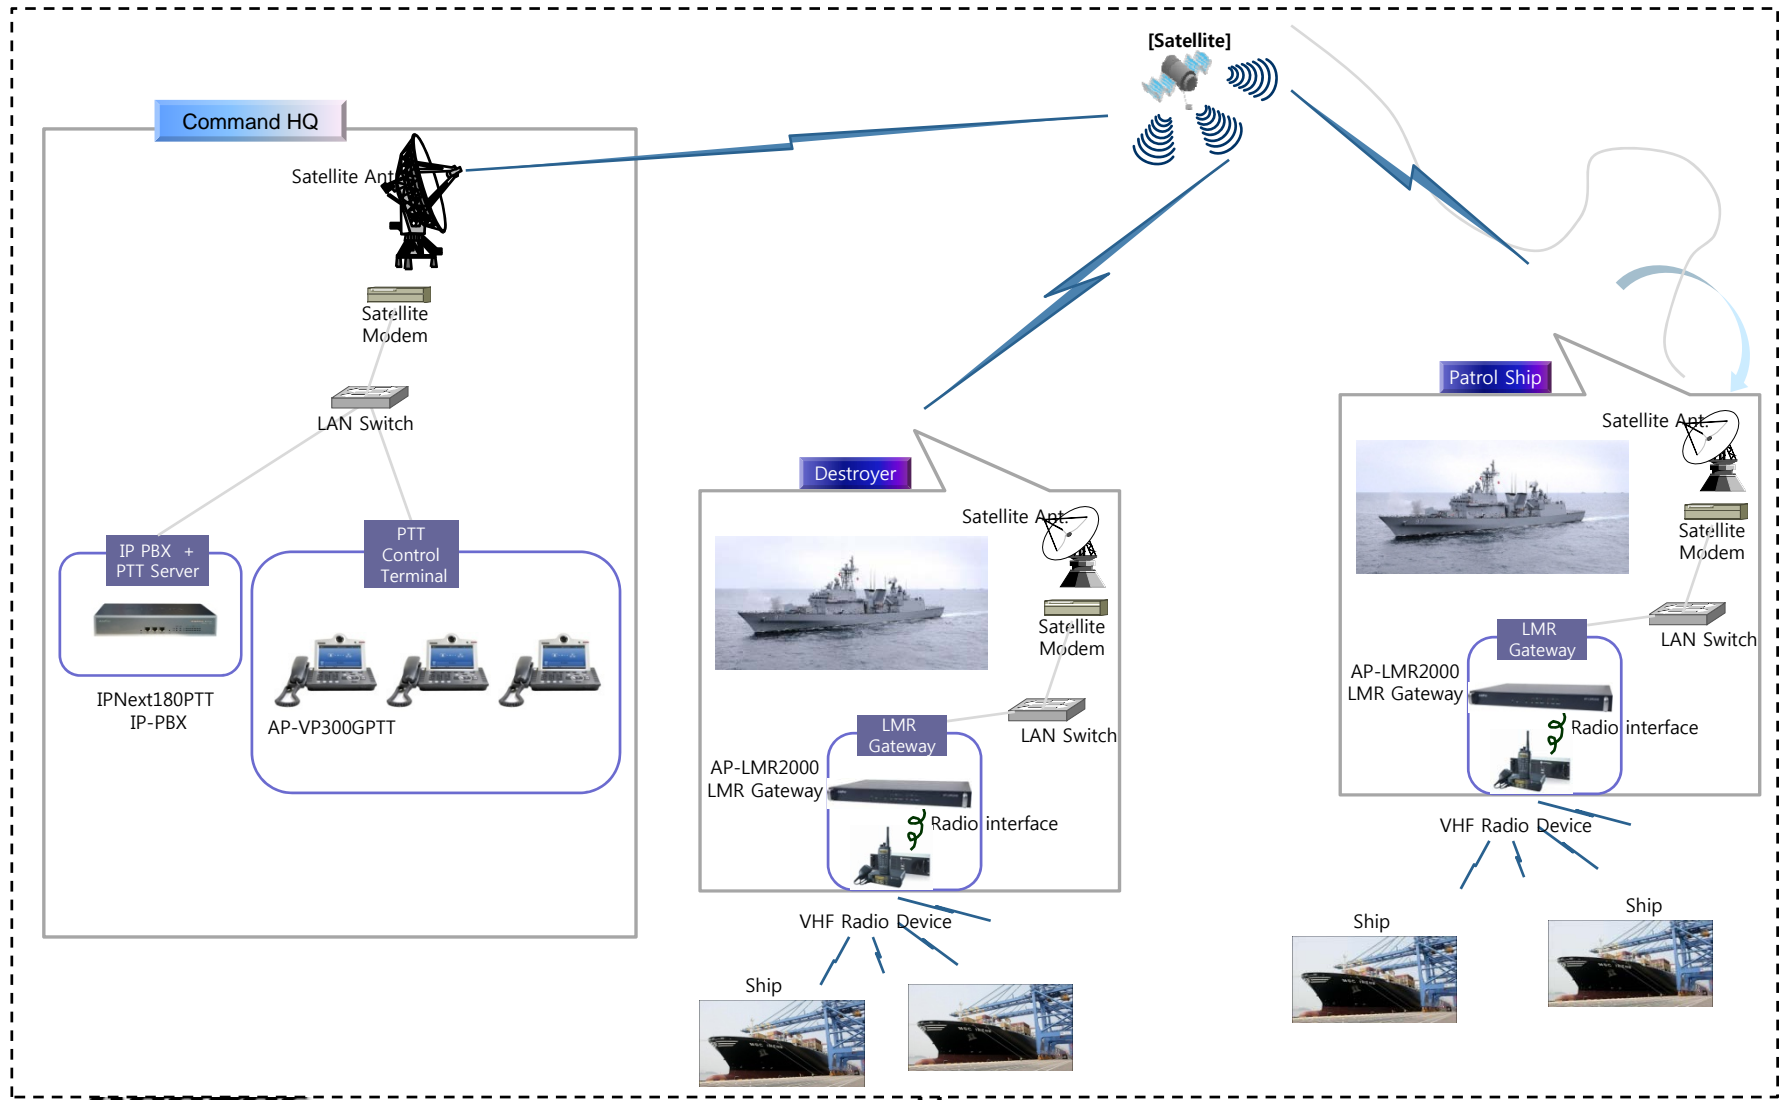 [Satellite]
Command HQ
Satellite Ant.
Satellite
Modem
LAN Switch
IP PBX +
PTT Server
PTT
Control
Terminal
IPNext180PTT
IP-PBX
AP-VP300GPTT
Destroyer
Satellite Ant.
Satellite
Modem
LAN Switch
LMR
Gateway
AP-LMR2000
LMR Gateway
Radio interface
VHF Radio Device
Ship
Patrol Ship
Satellite Ant.
Satellite
Modem
LAN Switch
LMR
Gateway
AP-LMR2000
LMR Gateway
Radio interface
VHF Radio Device
Ship
Ship